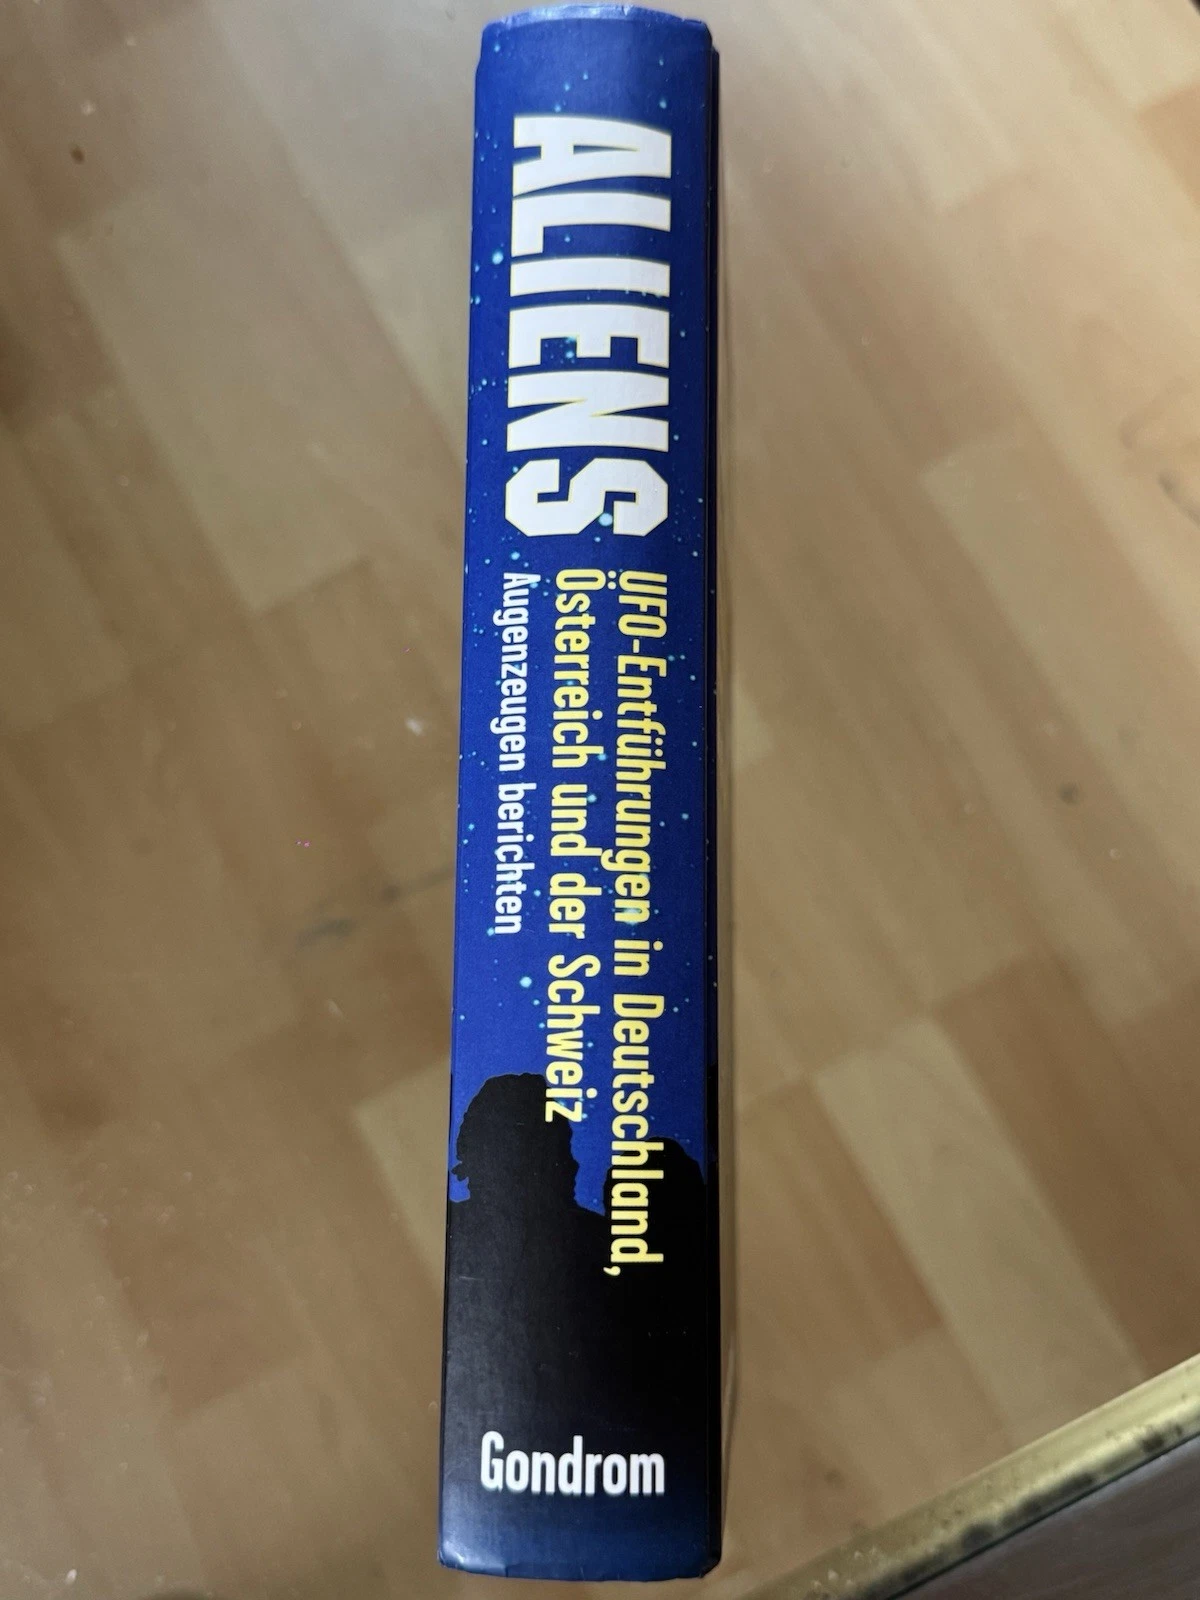 ALIENS
UFO-Entführungen in Deutschland,
Österreich und der Schweiz
Augenzeugen berichten
Gondrom